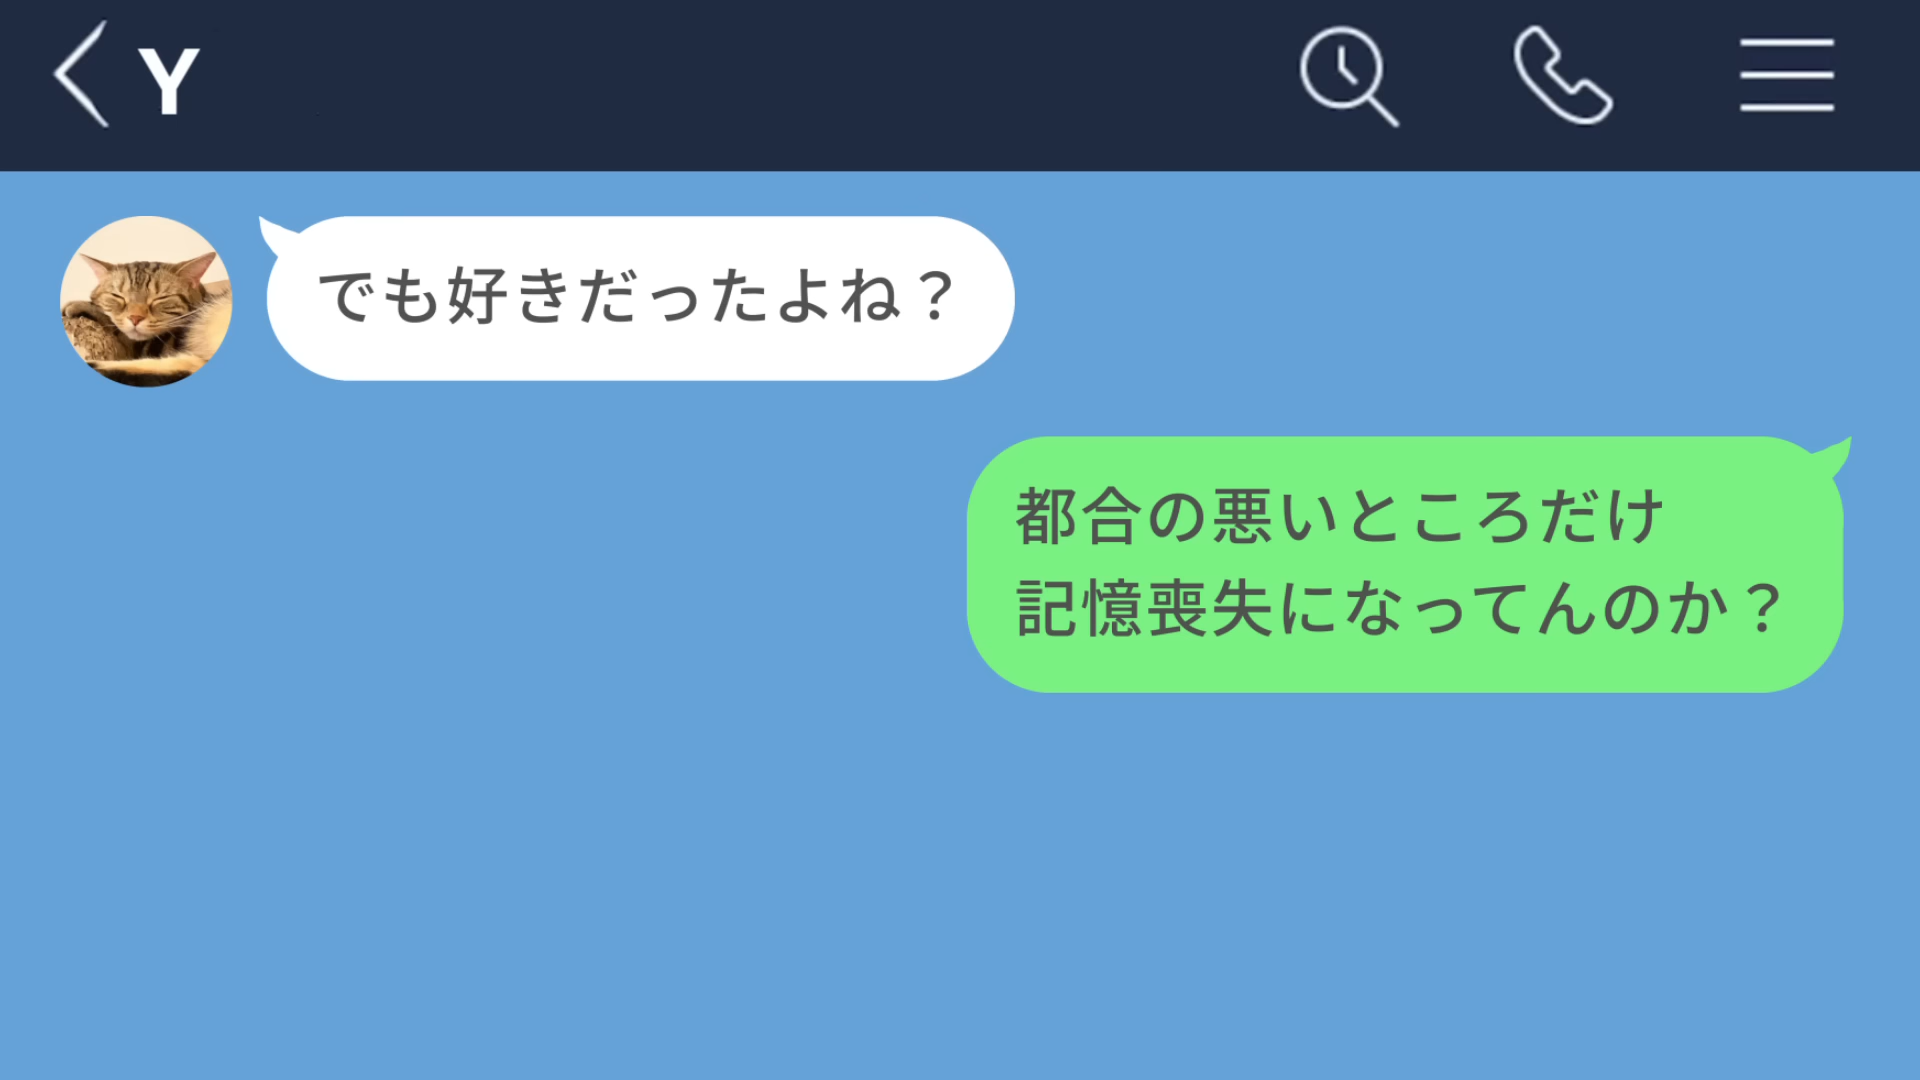 Y
でも好きだったよね？
都合の悪いところだけ
記憶喪失になってんのか？